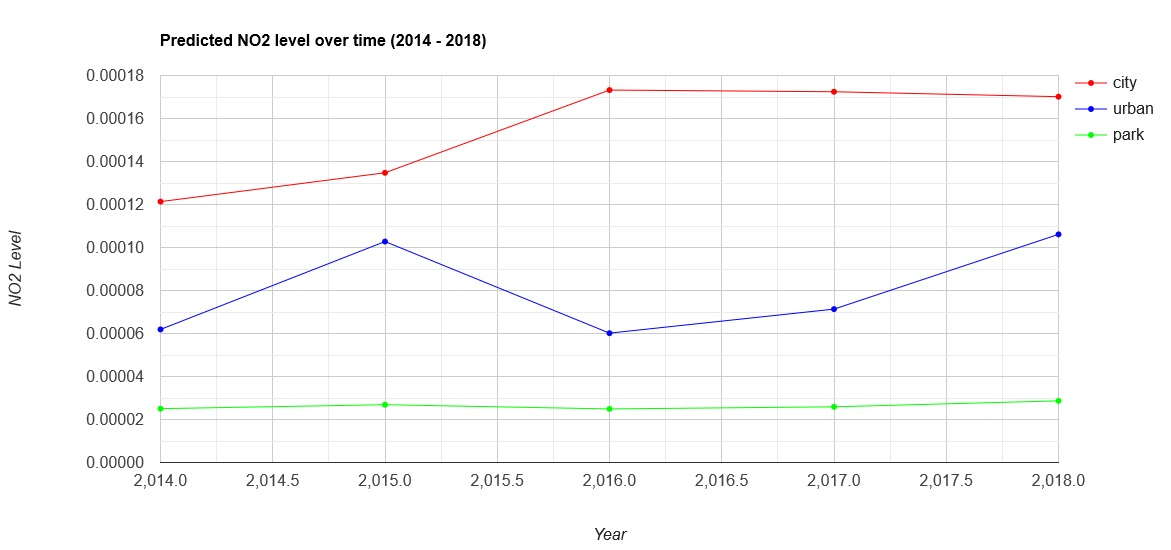 Predicted NO2 level over time (2014 - 2018)
0.00018
0.00016
0.00014
0.00012
0.00010
0.00008
0.00006
0.00004
0.00002
0.00000
NO2 Level
2,014.0 2,014.5 2,015.0 2,015.5 2,016.0 2,016.5 2,017.0 2,017.5 2,018.0
Year
city
urban
park